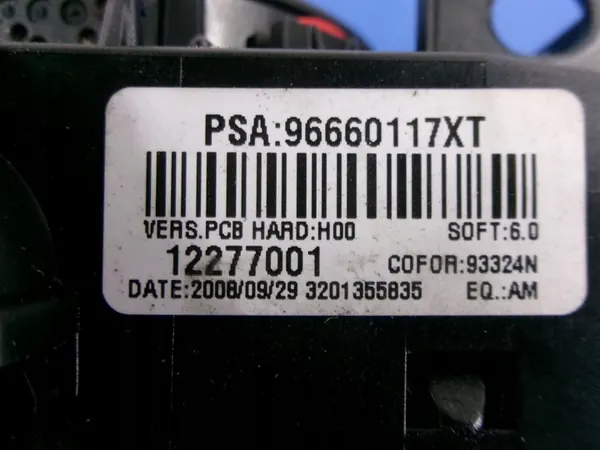 PSA:96660117XT
VERS.PCB HARD:H00 SOFT:6.0
12277001 COFOR:93324N
DATE:2008/09/29 3201355835 EQ.:AM